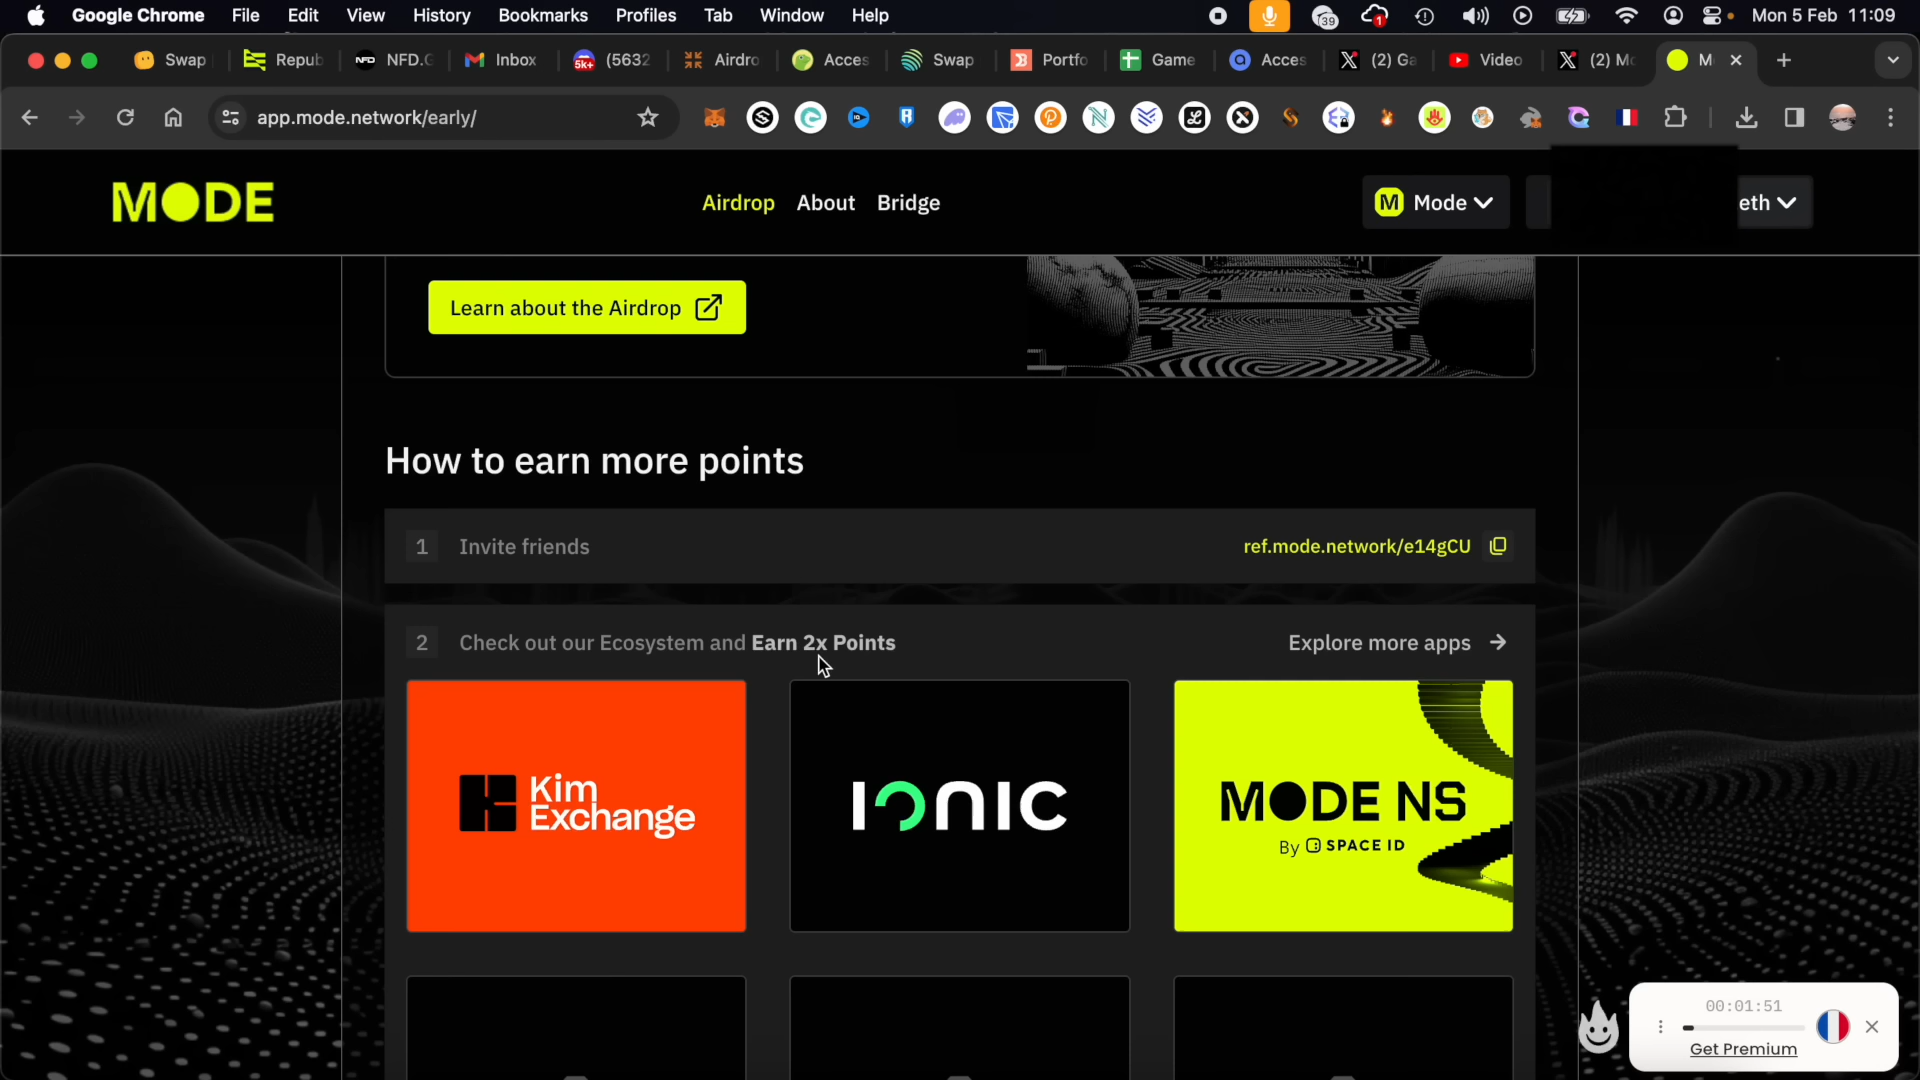 Google Chrome File Edit View History Bookmarks Profiles Tab Window Help 39 1 Mon 5 Feb 11:09
Swap Repub NFD NFD.G Inbox 5k+ (5632 Airdro Acces Swap Portfo Game Acces (2) Ga Video (2) Mo M
app.mode.network/early/
MODE Airdrop About Bridge M Mode eth
Learn about the Airdrop
How to earn more points
1 Invite friends ref.mode.network/e14gCU
2 Check out our Ecosystem and Earn 2x Points Explore more apps
Kim
Exchange
IONIC
MODE NS
By SPACE ID
00:01:51
Get Premium